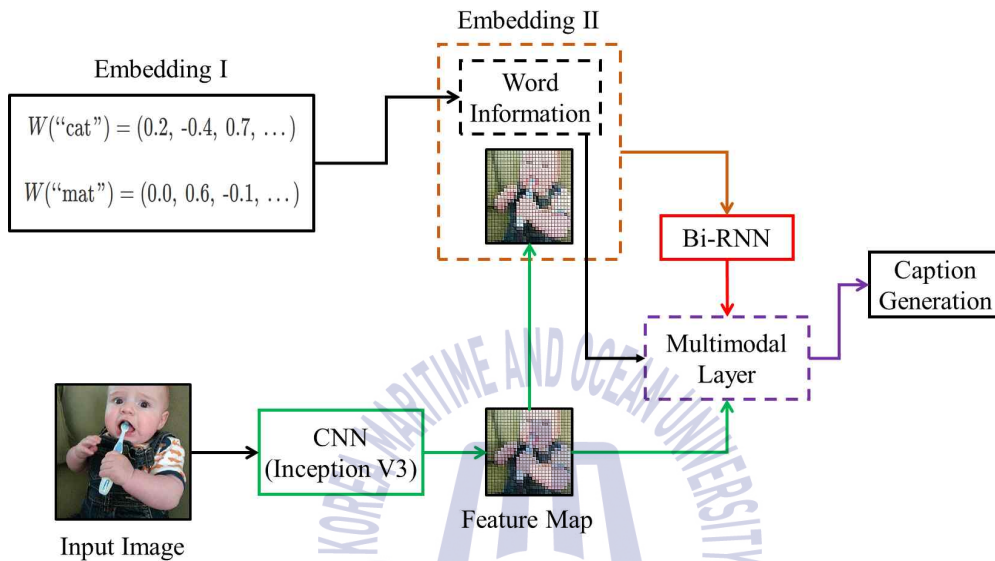 Embedding II
Embedding I
Word
Information
W(“cat”) = (0.2, -0.4, 0.7, …)
W(“mat”) = (0.0, 0.6, -0.1, …)
Bi-RNN
Caption
Generation
Multimodal
Layer
CNN
(Inception V3)
Feature Map
Input Image
KOREA MARITIME AND OCEAN UNIVERSITY